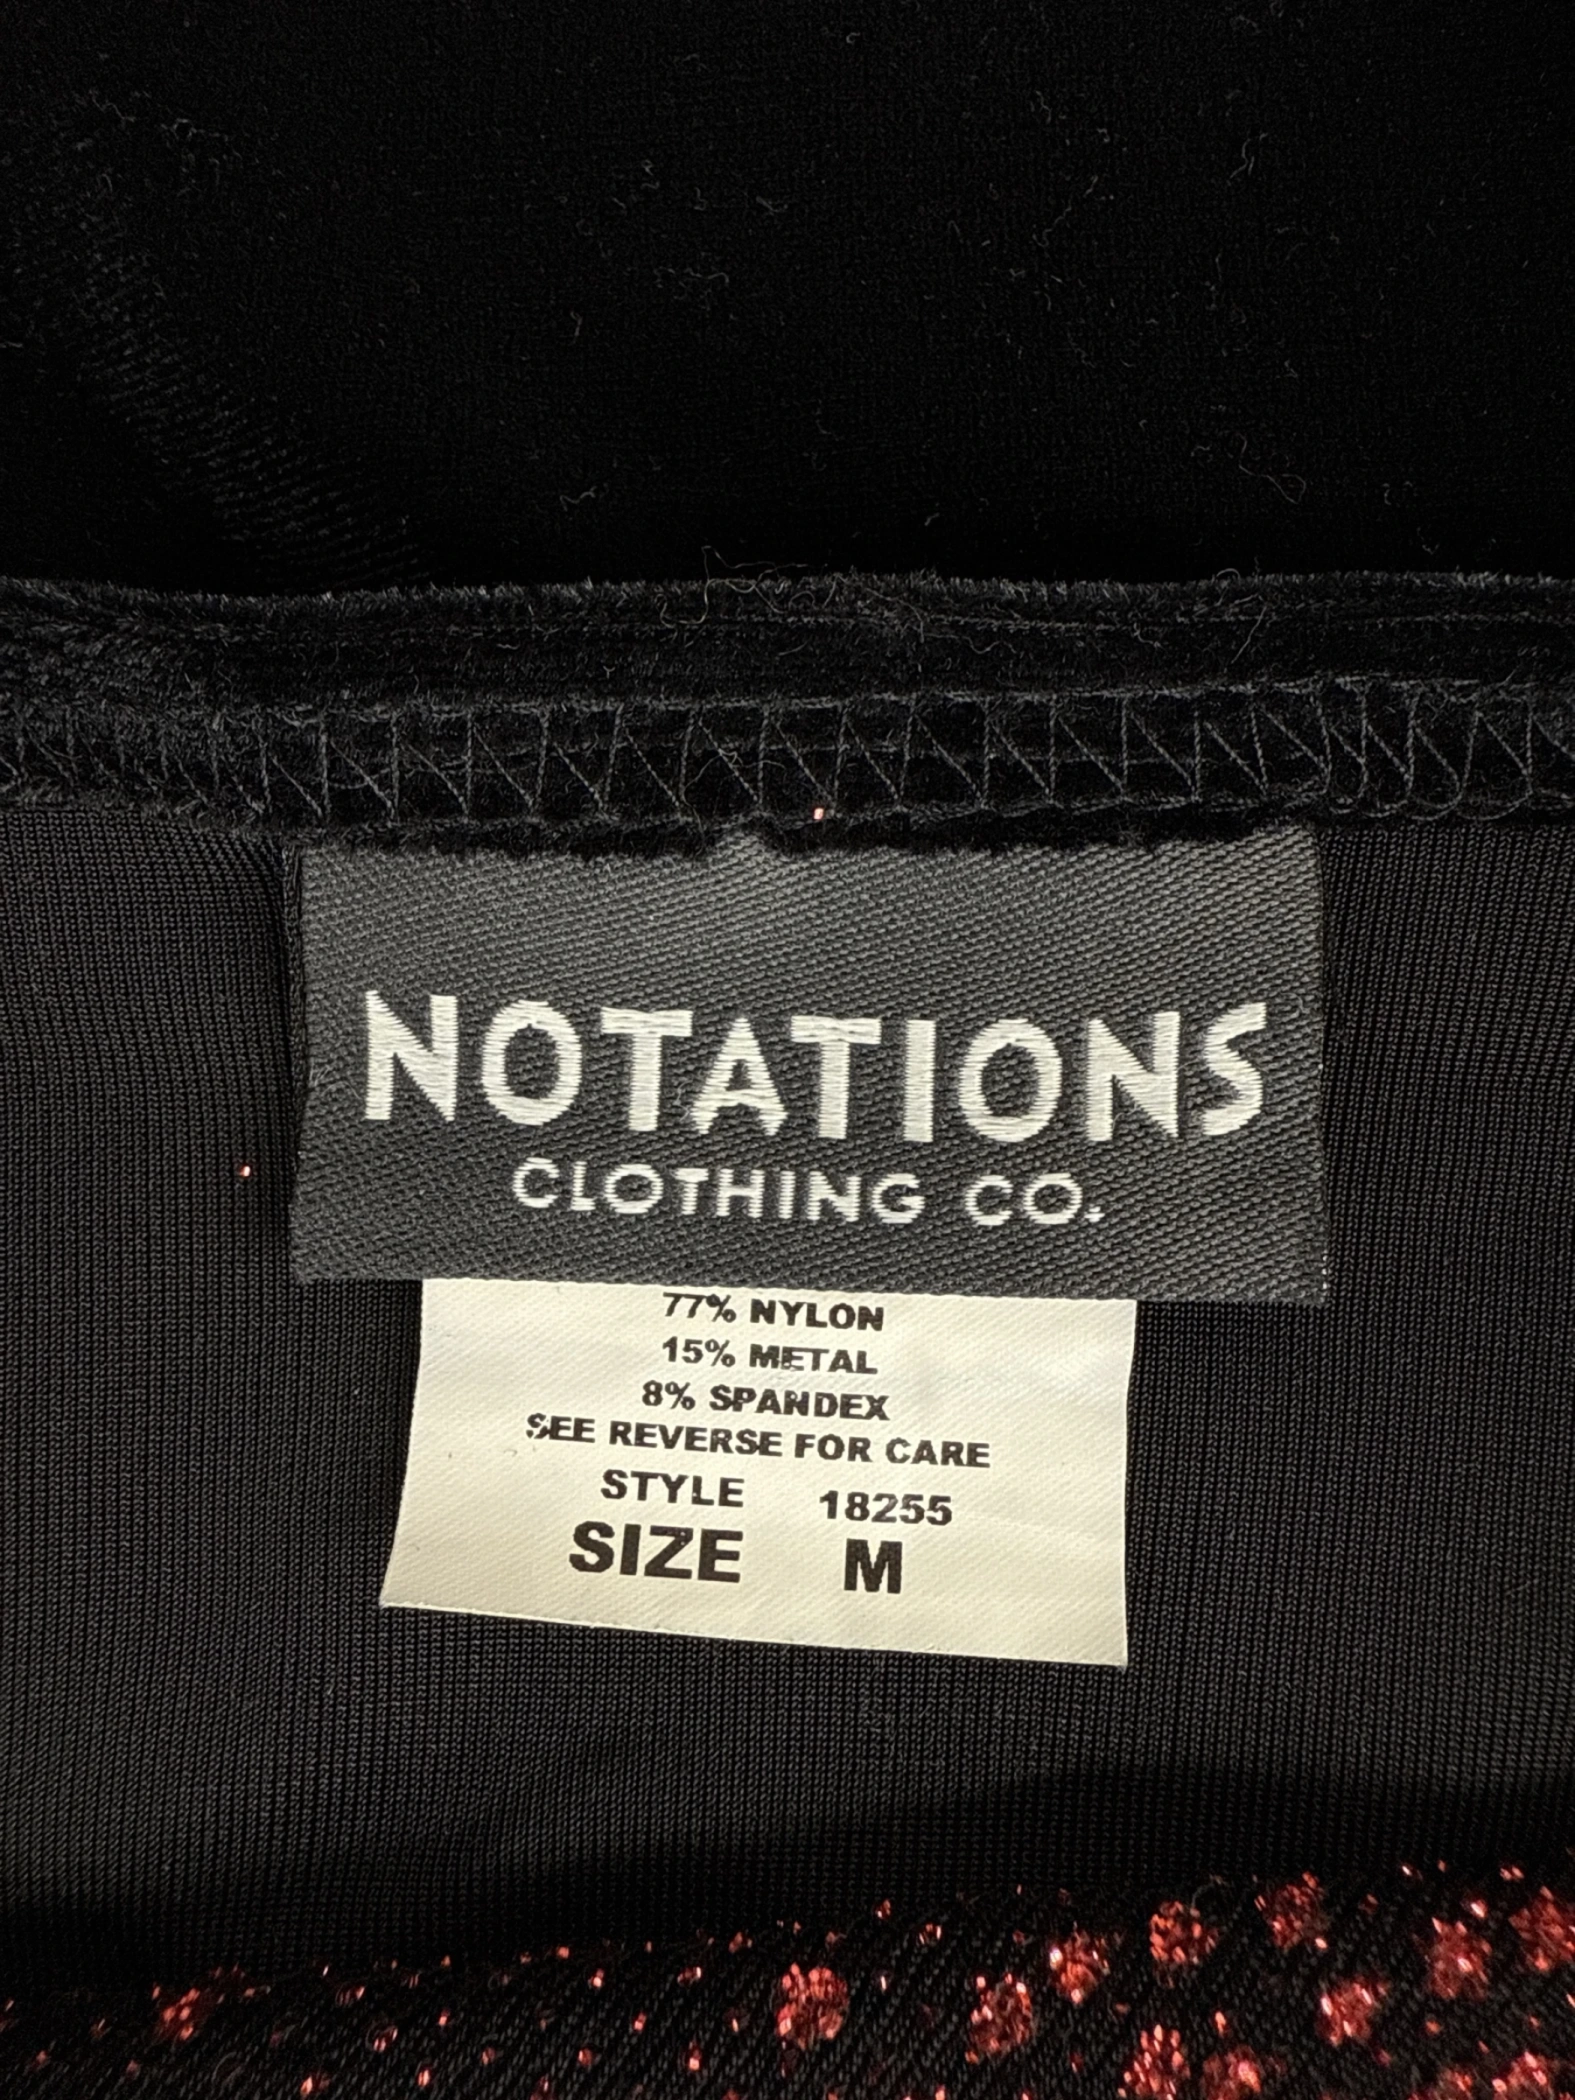 NOTATIONS
CLOTHING CO.
77% NYLON
15% METAL
8% SPANDEX
SEE REVERSE FOR CARE
STYLE 18255
SIZE M